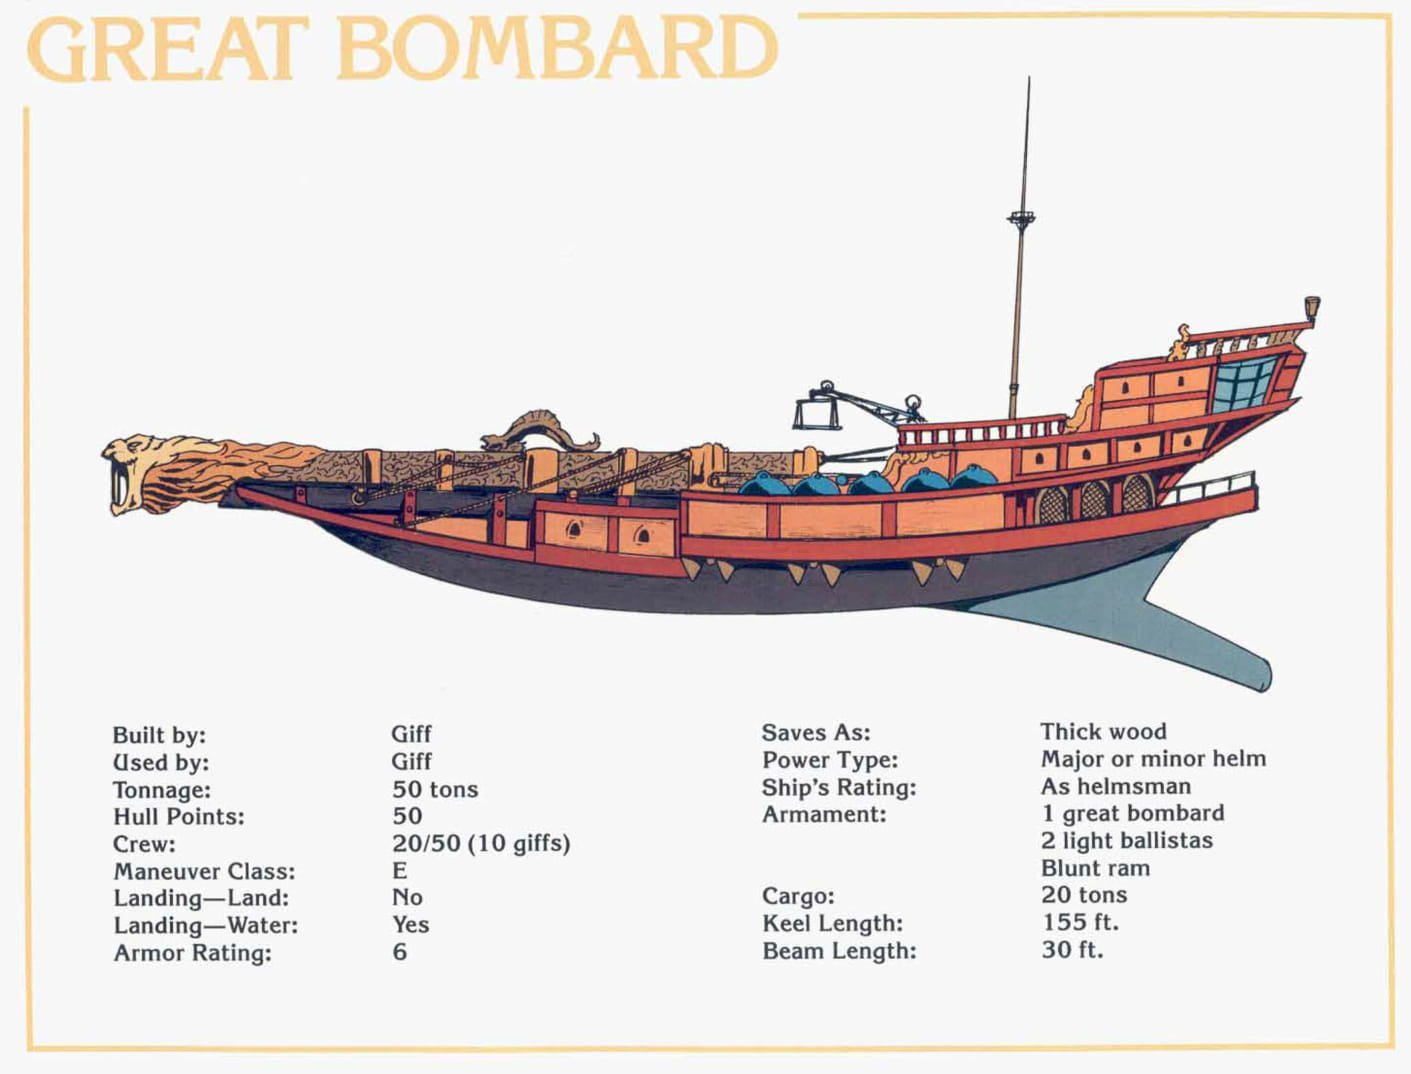 GREAT BOMBARD
Built by: Giff
Used by: Giff
Tonnage: 50 tons
Hull Points: 50
Crew: 20/50 (10 giffs)
Maneuver Class: E
Landing—Land: No
Landing—Water: Yes
Armor Rating: 6
Saves As: Thick wood
Power Type: Major or minor helm
Ship's Rating: As helmsman
Armament: 1 great bombard
2 light ballistas
Blunt ram
Cargo: 20 tons
Keel Length: 155 ft.
Beam Length: 30 ft.